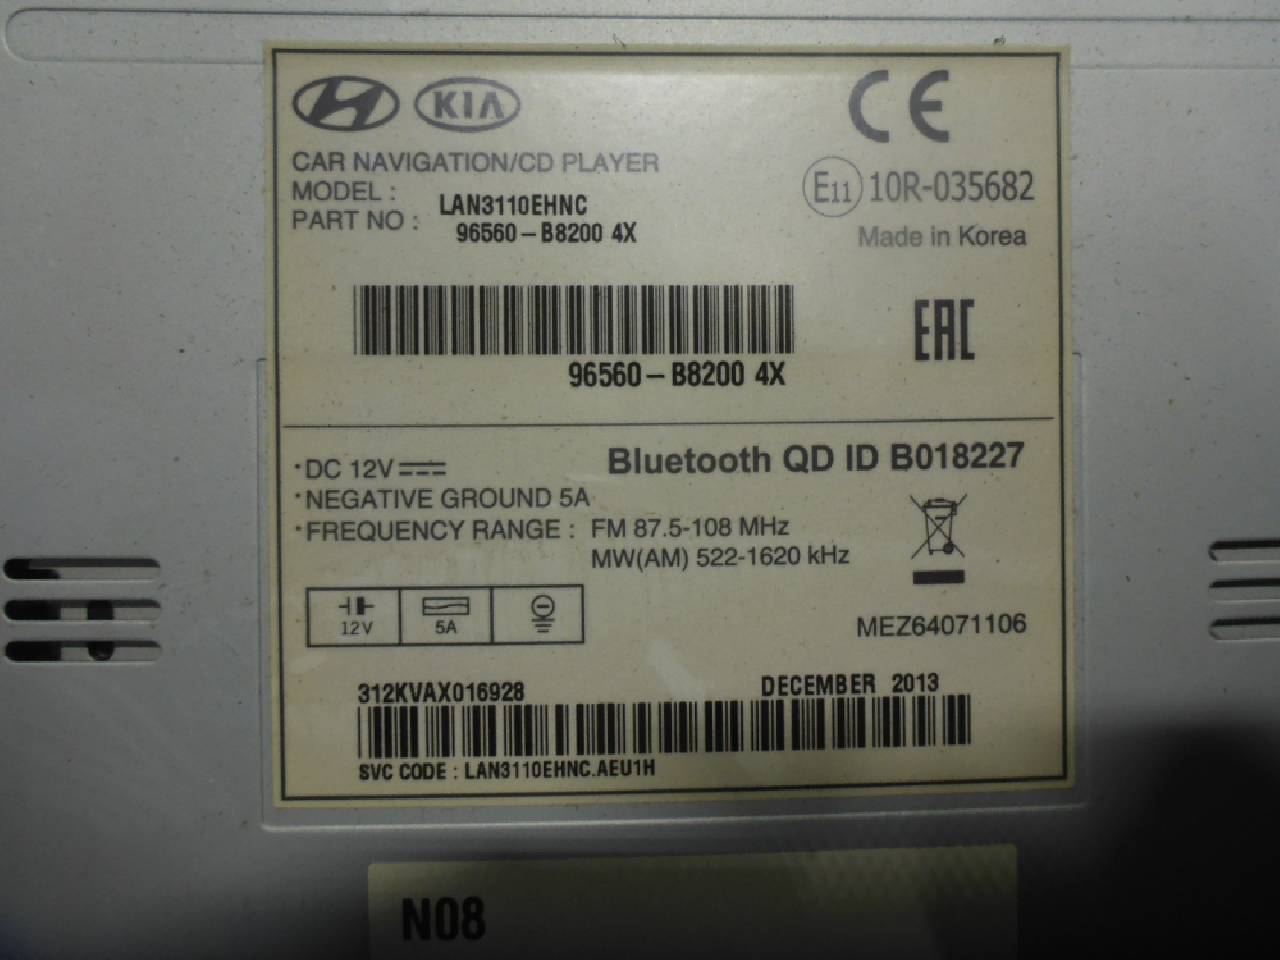 KIA
CE
CAR NAVIGATION/CD PLAYER
MODEL : LAN3110EHNC
PART NO : 96560-B8200 4X
E11 10R-035682
Made in Korea
EAC
96560-B8200 4X
·DC 12V
Bluetooth QD ID B018227
·NEGATIVE GROUND 5A
·FREQUENCY RANGE : FM 87.5-108 MHz
MW(AM) 522-1620 kHz
12V 5A
MEZ64071106
312KVAX016928 DECEMBER 2013
SVC CODE : LAN3110EHNC.AEU1H
N08